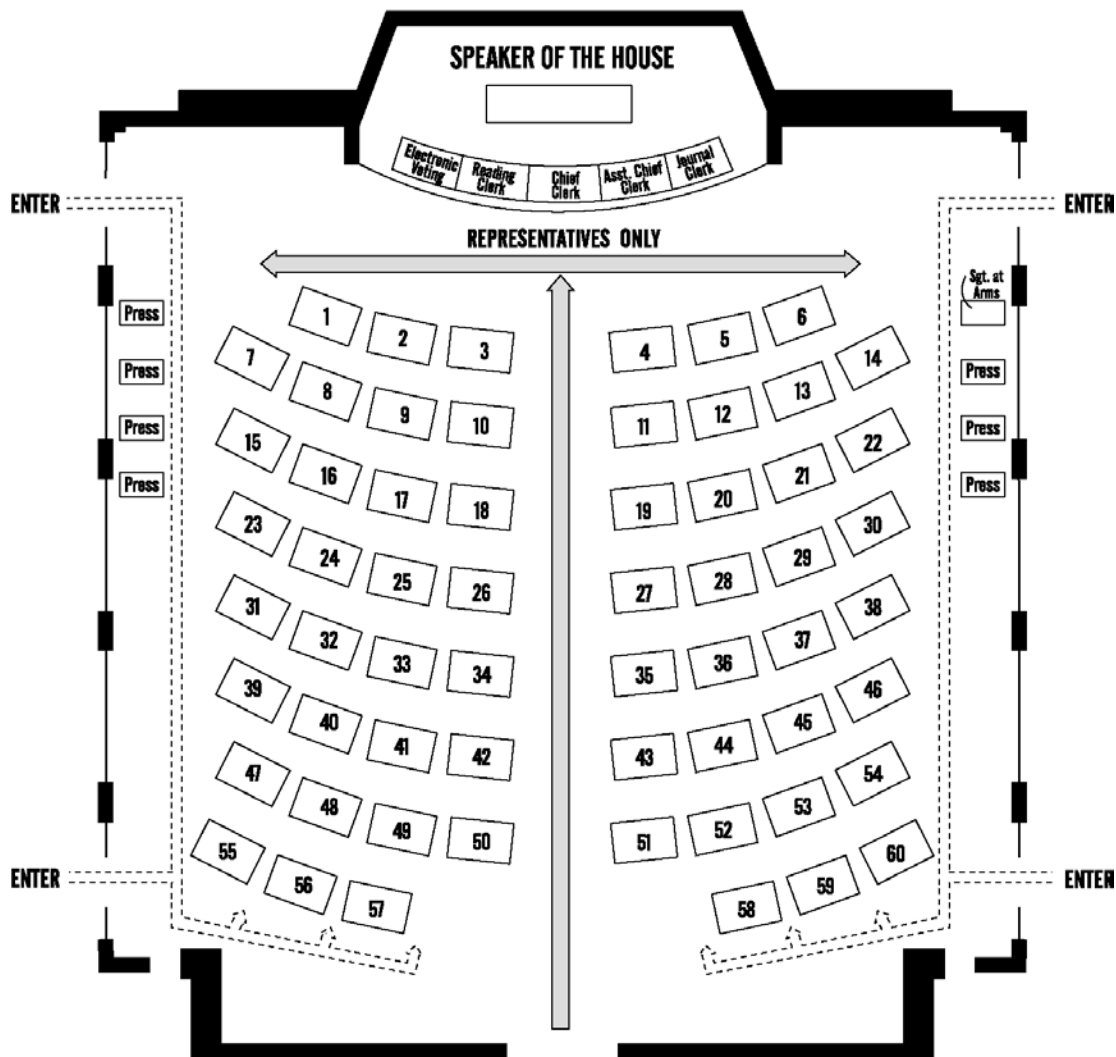 SPEAKER OF THE HOUSE
Electronic
Voting
Reading
Clerk
Chief
Clerk
Asst. Chief
Clerk
Journal
Clerk
ENTER
ENTER
REPRESENTATIVES ONLY
Sgt. at
Arms
Press
Press
Press
Press
Press
Press
Press
1 2 3 4 5 6
7 8 9 10 11 12 13 14
15 16 17 18 19 20 21 22
23 24 25 26 27 28 29 30
31 32 33 34 35 36 37 38
39 40 41 42 43 44 45 46
47 48 49 50 51 52 53 54
55 56 57 58 59 60
ENTER
ENTER